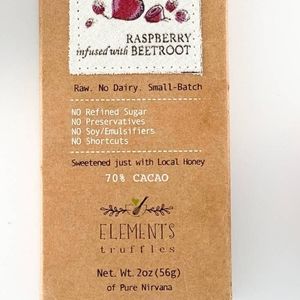 RASPBERRY
infused with BEETROOT
Raw. No Dairy. Small-Batch
NO Refined Sugar
NO Preservatives
NO Soy/Emulsifiers
NO Shortcuts
Sweetened just with Local Honey
70% CACAO
ELEMENTS
truffles
Net. Wt. 2oz(56g)
of Pure Nirvana